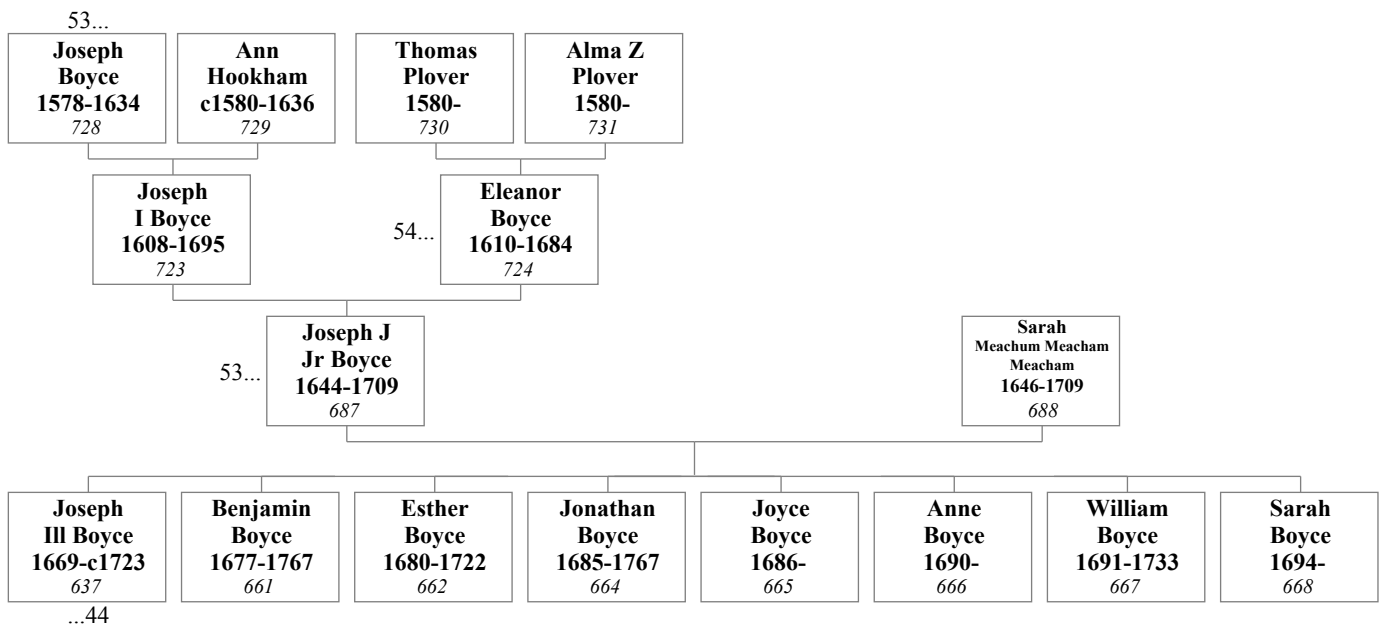 53...
Joseph
Boyce
1578-1634
728
Ann
Hookham
c1580-1636
729
Thomas
Plover
1580-
730
Alma Z
Plover
1580-
731
Joseph
I Boyce
1608-1695
723
54...
Eleanor
Boyce
1610-1684
724
53...
Joseph J
Jr Boyce
1644-1709
687
Sarah
Meachum Meacham
Meacham
1646-1709
688
Joseph
Ill Boyce
1669-c1723
637
...44
Benjamin
Boyce
1677-1767
661
Esther
Boyce
1680-1722
662
Jonathan
Boyce
1685-1767
664
Joyce
Boyce
1686-
665
Anne
Boyce
1690-
666
William
Boyce
1691-1733
667
Sarah
Boyce
1694-
668